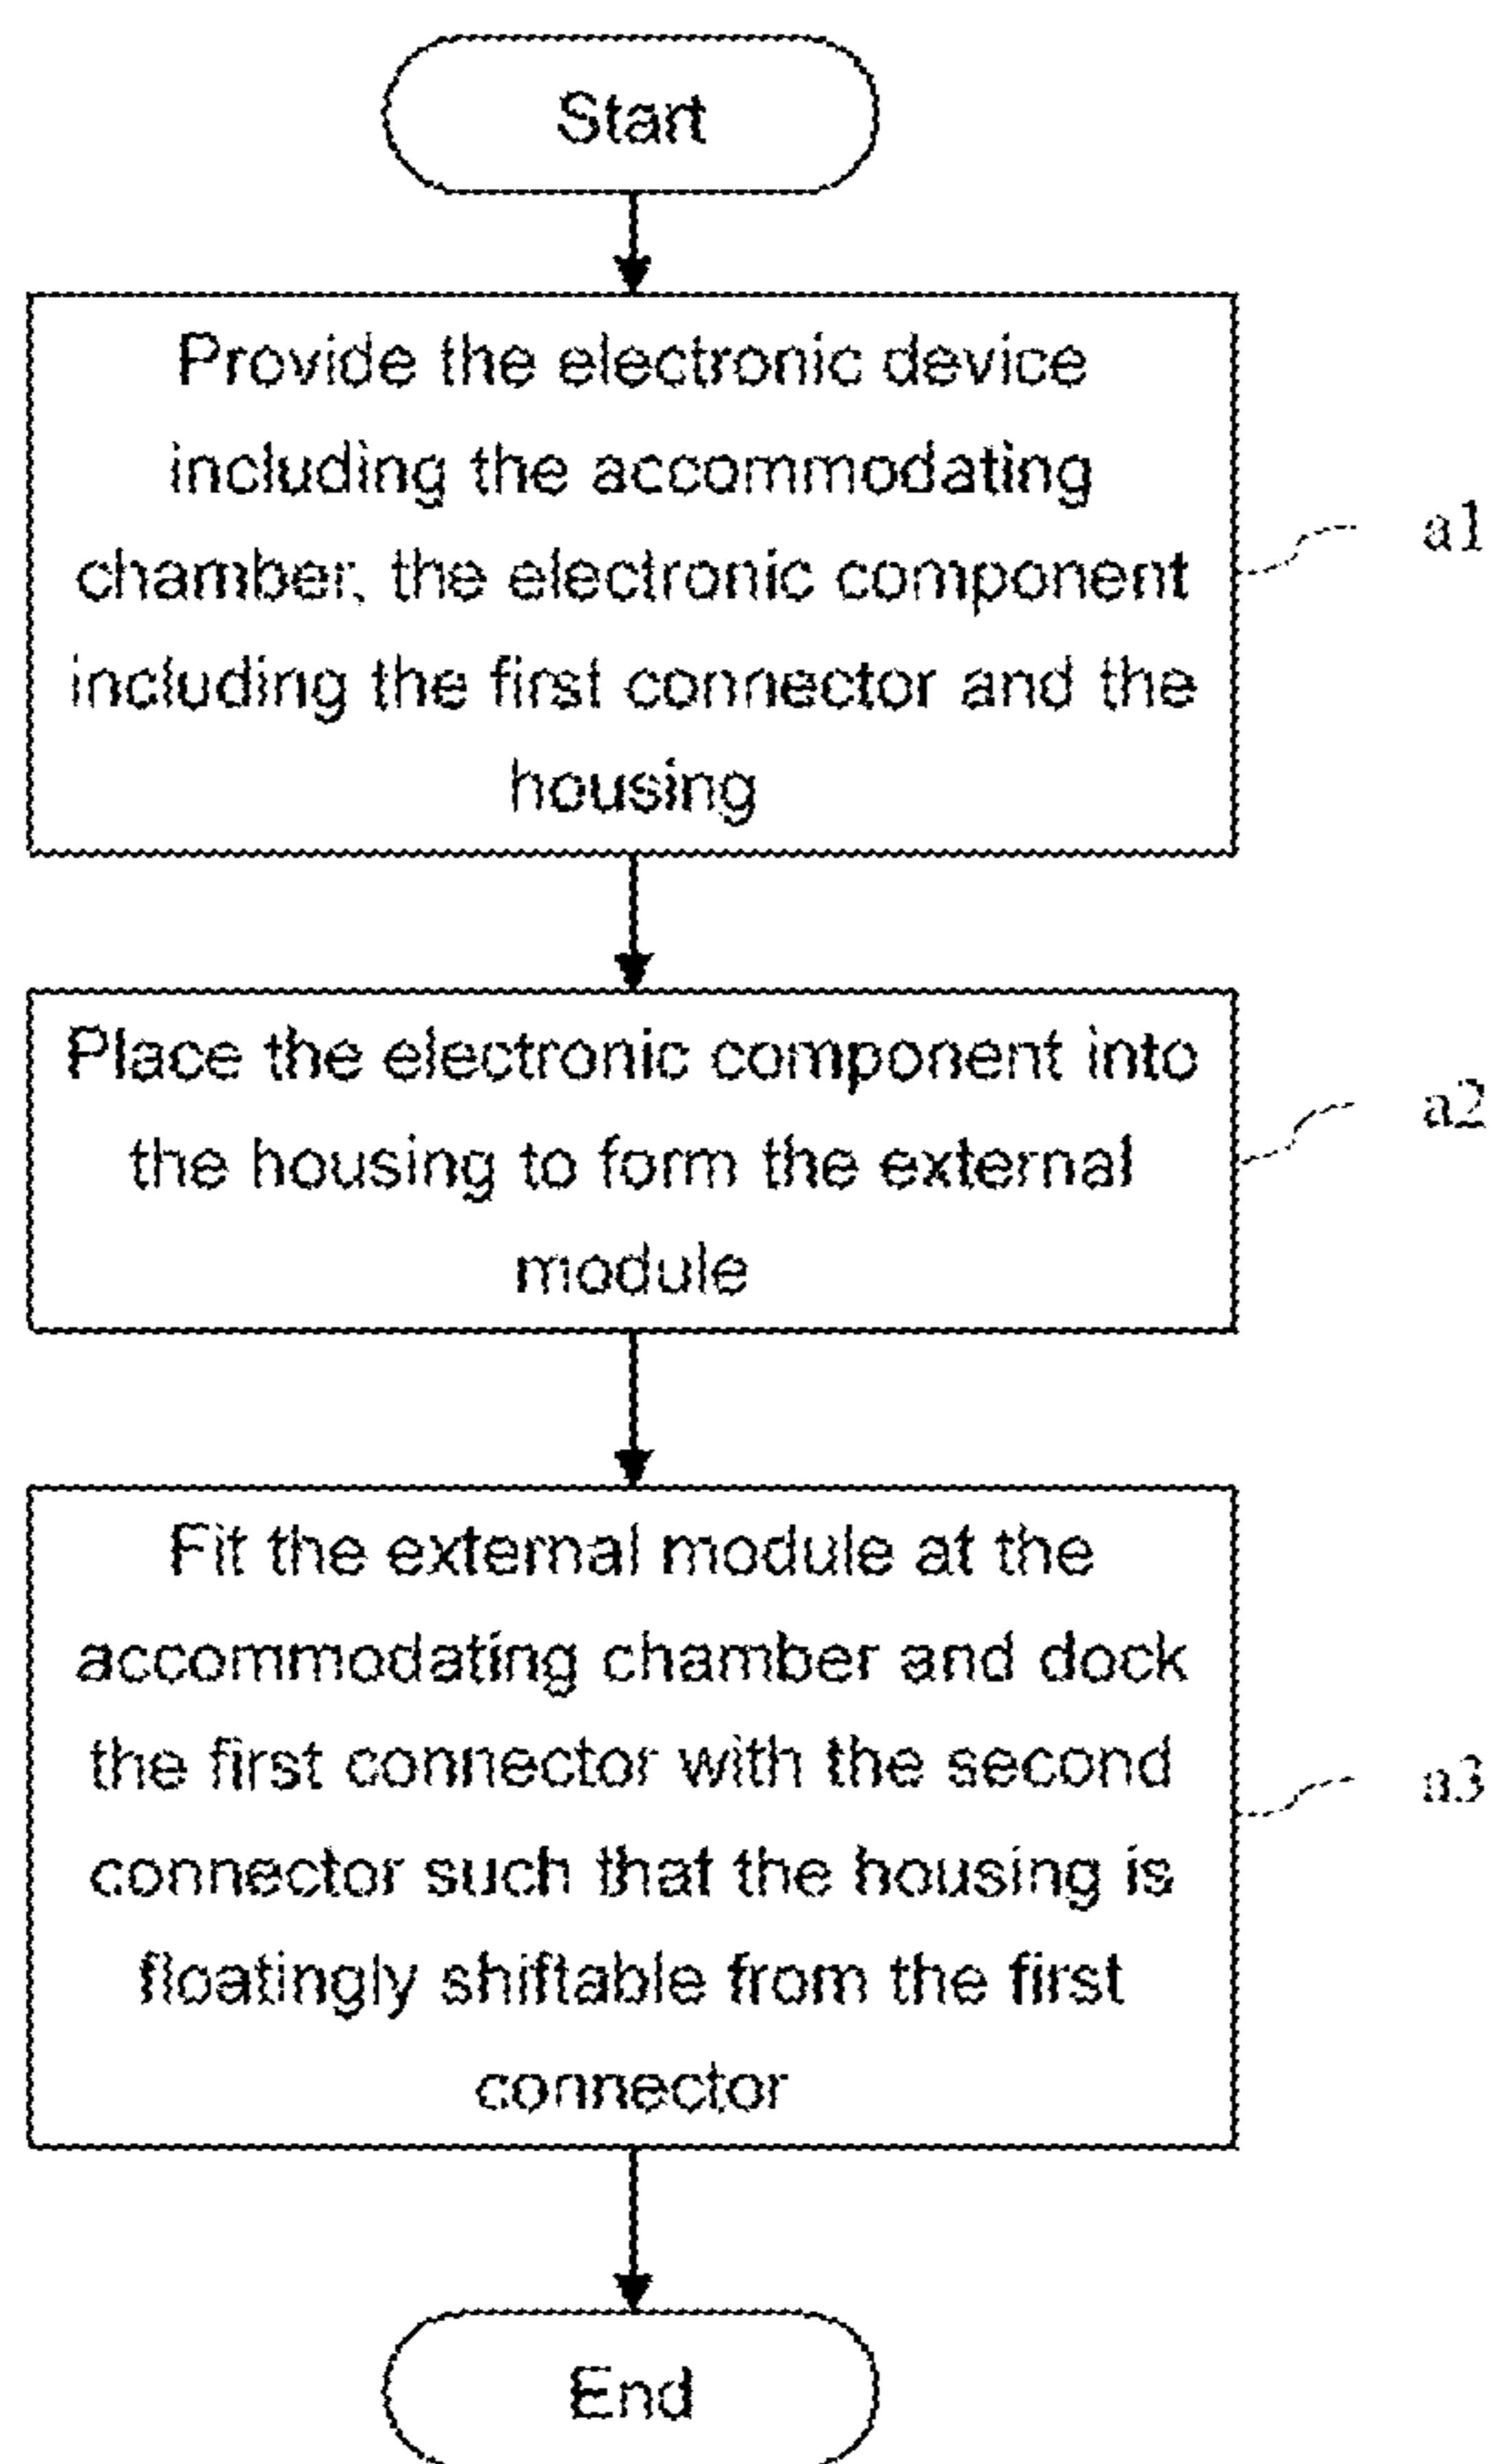 Start
Provide the electronic device
including the accommodating
chamber, the electronic component
including the first connector and the
housing
a1
Place the electronic component into
the housing to form the external
module
a2
Fit the external module at the
accommodating chamber and dock
the first connector with the second
connector such that the housing is
floatingly shiftable from the first
connector
a3
End